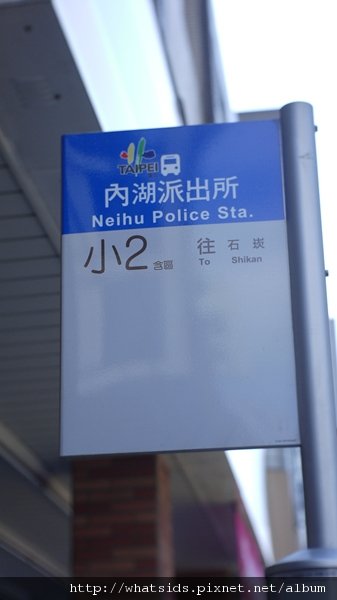 TAIPEI
內湖派出所
Neihu Police Sta.
小2 含區 往 石崁
To Shikan
http://whatsids.pixnet.net/album